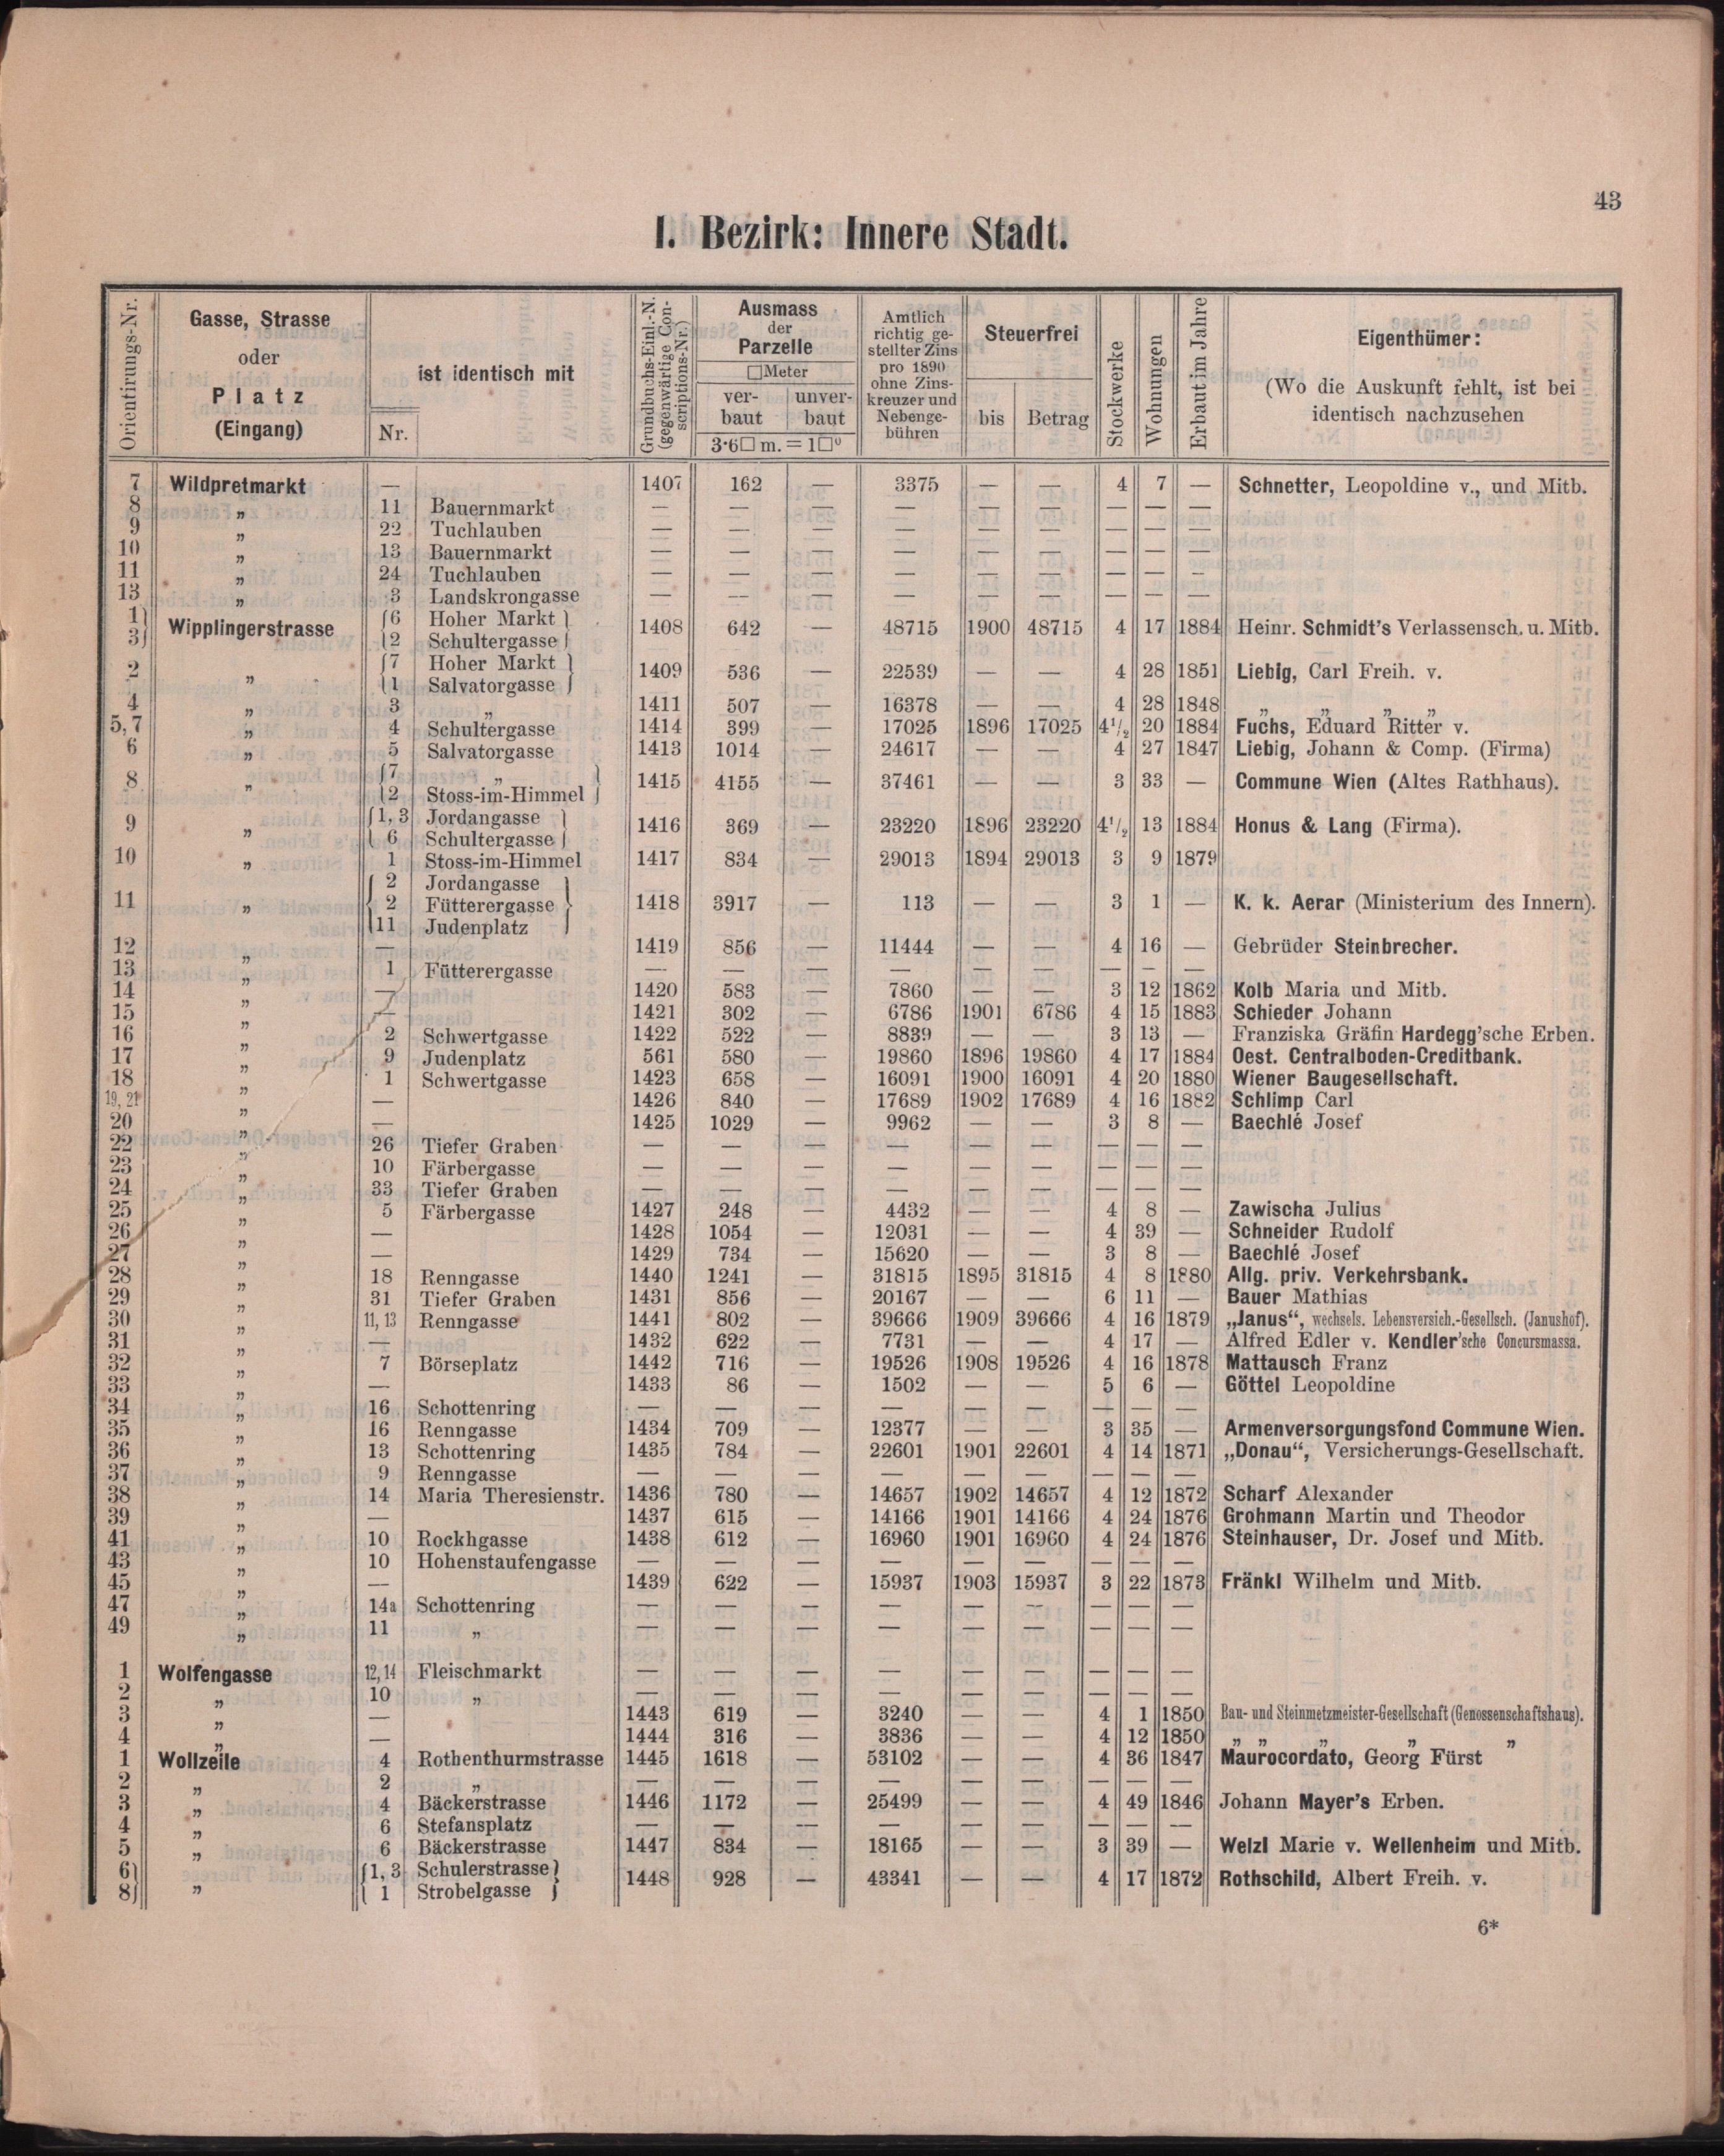 43
I. Bezirk: Innere Stadt.
Orientirungs-Nr. | Gasse, Strasse oder Platz (Eingang) | Nr. | ist identisch mit | Grundbuchs-Einl.-N. (gegenwärtige Conscriptions-Nr.) | Ausmass der Parzelle □Meter verbaut | unverbaut | 3·6□ m. = 1□⁰ | Amtlich richtig gestellter Zins pro 1890 ohne Zinskreuzer und Nebengebühren | Steuerfrei bis | Betrag | Stockwerke | Wohnungen | Erbaut im Jahre | Eigenthümer: (Wo die Auskunft fehlt, ist bei identisch nachzusehen
7 Wildpretmarkt — 1407 162 — 3375 — — 4 7 — Schnetter, Leopoldine v., und Mitb.
8 „ 11 Bauernmarkt — — — — — — — — —
9 „ 22 Tuchlauben — — — — — — — — —
10 „ 13 Bauernmarkt — — — — — — — — —
11 „ 24 Tuchlauben — — — — — — — — —
13 „ 3 Landskrongasse — — — — — — — — —
1) 3) Wipplingerstrasse {6 Hoher Markt} {2 Schultergasse} 1408 642 — 48715 1900 48715 4 17 1884 Heinr. Schmidt's Verlassensch. u. Mitb.
2 „ {7 Hoher Markt} {1 Salvatorgasse} 1409 536 — 22539 — — 4 28 1851 Liebig, Carl Freih. v.
4 „ 3 „ 1411 507 — 16378 — — 4 28 1848 „ „ „ „
5, 7 „ 4 Schultergasse 1414 399 — 17025 1896 17025 4½ 20 1884 Fuchs, Eduard Ritter v.
6 „ 5 Salvatorgasse 1413 1014 — 24617 — — 4 27 1847 Liebig, Johann & Comp. (Firma)
8 „ {7 „ } {2 Stoss-im-Himmel} 1415 4155 — 37461 — — 3 33 — Commune Wien (Altes Rathhaus).
9 „ {1, 3 Jordangasse} {6 Schultergasse} 1416 369 — 23220 1896 23220 4½ 13 1884 Honus & Lang (Firma).
10 „ 1 Stoss-im-Himmel 1417 834 — 29013 1894 29013 3 9 1879
11 „ {2 Jordangasse} {2 Fütterergasse} {11 Judenplatz} 1418 3917 — 113 — — 3 1 — K. k. Aerar (Ministerium des Innern).
12 „ — 1419 856 — 11444 — — 4 16 — Gebrüder Steinbrecher.
13 „ 1 Fütterergasse — — — — — — — — —
14 „ — 1420 583 — 7860 — — 3 12 1862 Kolb Maria und Mitb.
15 „ — 1421 302 — 6786 1901 6786 4 15 1883 Schieder Johann
16 „ 2 Schwertgasse 1422 522 — 8839 — — 3 13 — Franziska Gräfin Hardegg'sche Erben.
17 „ 9 Judenplatz 561 580 — 19860 1896 19860 4 17 1884 Oest. Centralboden-Creditbank.
18 „ 1 Schwertgasse 1423 658 — 16091 1900 16091 4 20 1880 Wiener Baugesellschaft.
19, 21 „ — 1426 840 — 17689 1902 17689 4 16 1882 Schlimp Carl
20 „ — 1425 1029 — 9962 — — 3 8 — Baechlé Josef
22 „ 26 Tiefer Graben — — — — — — — — —
23 „ 10 Färbergasse — — — — — — — — —
24 „ 33 Tiefer Graben — — — — — — — — —
25 „ 5 Färbergasse 1427 248 — 4432 — — 4 8 — Zawischa Julius
26 „ — 1428 1054 — 12031 — — 4 39 — Schneider Rudolf
27 „ — 1429 734 — 15620 — — 3 8 — Baechlé Josef
28 „ 18 Renngasse 1440 1241 — 31815 1895 31815 4 8 1880 Allg. priv. Verkehrsbank.
29 „ 31 Tiefer Graben 1431 856 — 20167 — — 6 11 — Bauer Mathias
30 „ 11, 13 Renngasse 1441 802 — 39666 1909 39666 4 16 1879 „Janus“, wechsels. Lebensversich.-Gesellsch. (Janushof).
31 „ — 1432 622 — 7731 — — 4 17 — Alfred Edler v. Kendler'sche Concursmassa.
32 „ 7 Börseplatz 1442 716 — 19526 1908 19526 4 16 1878 Mattausch Franz
33 „ — 1433 86 — 1502 — — 5 6 — Göttel Leopoldine
34 „ 16 Schottenring — — — — — — — — —
35 „ 16 Renngasse 1434 709 — 12377 — — 3 35 — Armenversorgungsfond Commune Wien.
36 „ 13 Schottenring 1435 784 — 22601 1901 22601 4 14 1871 „Donau“, Versicherungs-Gesellschaft.
37 „ 9 Renngasse — — — — — — — — —
38 „ 14 Maria Theresienstr. 1436 780 — 14657 1902 14657 4 12 1872 Scharf Alexander
39 „ — 1437 615 — 14166 1901 14166 4 24 1876 Grohmann Martin und Theodor
41 „ 10 Rockhgasse 1438 612 — 16960 1901 16960 4 24 1876 Steinhauser, Dr. Josef und Mitb.
43 „ 10 Hohenstaufengasse — — — — — — — — —
45 „ — 1439 622 — 15937 1903 15937 3 22 1873 Fränkl Wilhelm und Mitb.
47 „ 14a Schottenring — — — — — — — — —
49 „ 11 „ — — — — — — — — —
1 Wolfengasse 12, 14 Fleischmarkt — — — — — — — — —
2 „ 10 „ — — — — — — — — —
3 „ — 1443 619 — 3240 — — 4 1 1850 Bau- und Steinmetzmeister-Gesellschaft (Genossenschaftshaus).
4 „ — 1444 316 — 3836 — — 4 12 1850 „ „ „ „ „
1 Wollzeile 4 Rothenthurmstrasse 1445 1618 — 53102 — — 4 36 1847 Maurocordato, Georg Fürst
2 „ 2 „ — — — — — — — — —
3 „ 4 Bäckerstrasse 1446 1172 — 25499 — — 4 49 1846 Johann Mayer's Erben.
4 „ 6 Stefansplatz — — — — — — — — —
5 „ 6 Bäckerstrasse 1447 834 — 18165 — — 3 39 — Welzl Marie v. Wellenheim und Mitb.
6) 8) „ {1, 3 Schulerstrasse} {1 Strobelgasse} 1448 928 — 43341 — — 4 17 1872 Rothschild, Albert Freih. v.
6*